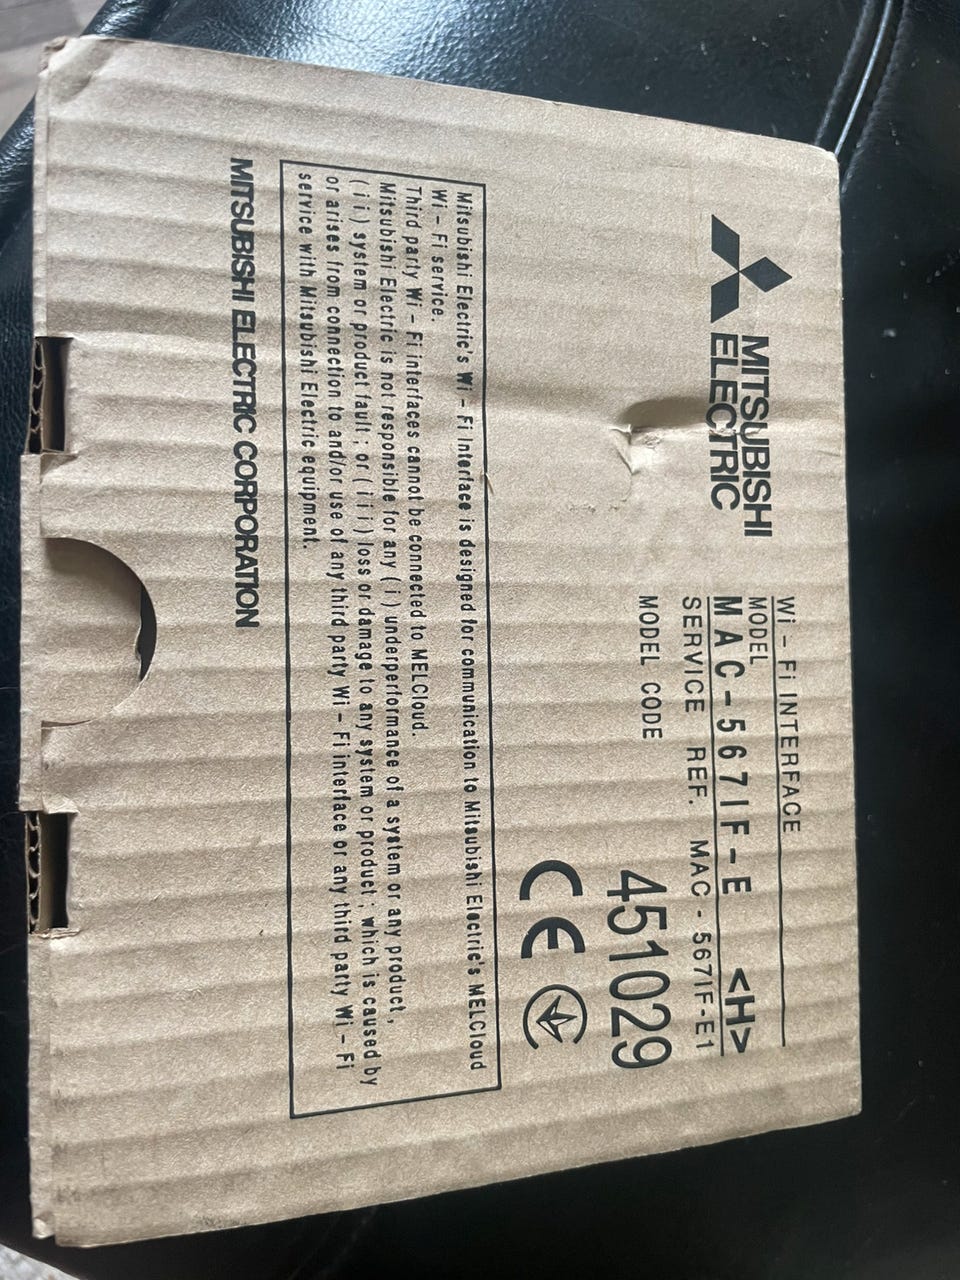 MITSUBISHI
ELECTRIC
Wi – Fi INTERFACE
MODEL
MAC-567IF-E <H>
SERVICE REF. MAC-567IF-E1
MODEL CODE 451029
CE
Mitsubishi Electric's Wi – Fi Interface is designed for communication to Mitsubishi Electric's MELCloud
Wi – Fi service.
Third party Wi – Fi interfaces cannot be connected to MELCloud.
Mitsubishi Electric is not responsible for any (i) underperformance of a system or any product,
(ii) system or product fault; or (iii) loss or damage to any system or product; which is caused by
or arises from connection to and/or use of any third party Wi – Fi interface or any third party Wi – Fi
service with Mitsubishi Electric equipment.
MITSUBISHI ELECTRIC CORPORATION